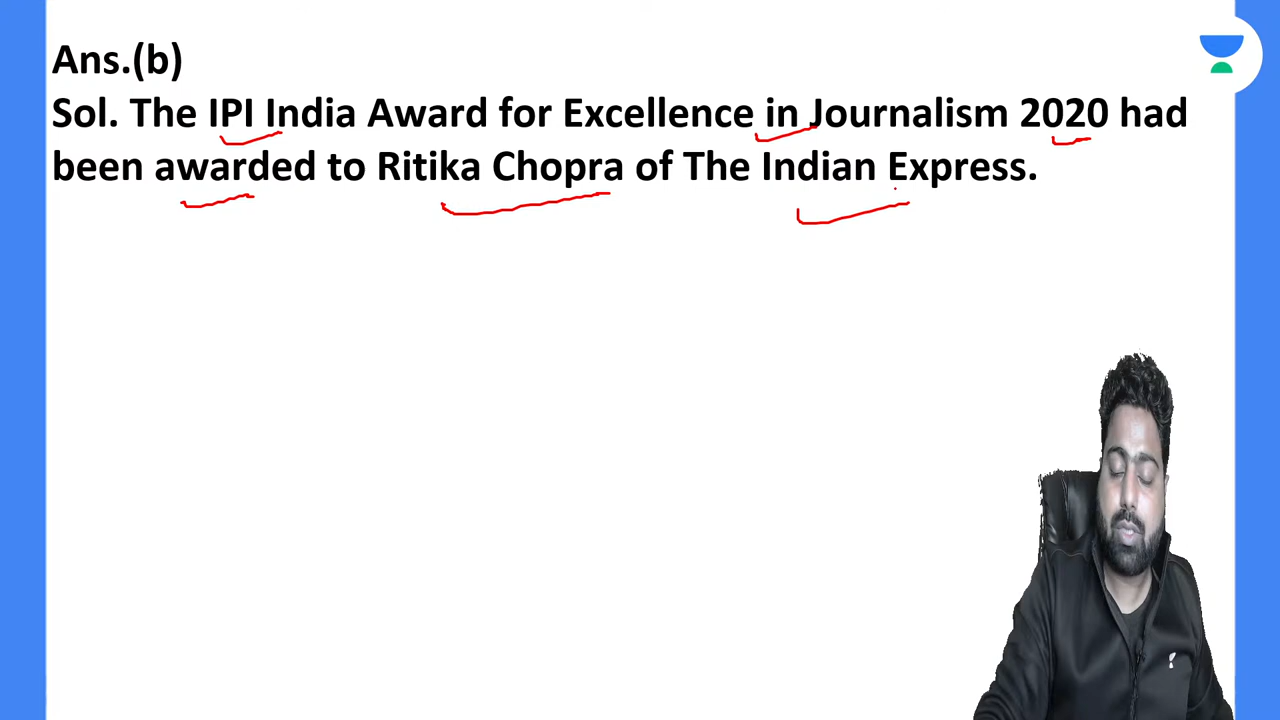 Ans.(b)
Sol. The IPI India Award for Excellence in Journalism 2020 had
been awarded to Ritika Chopra of The Indian Express.